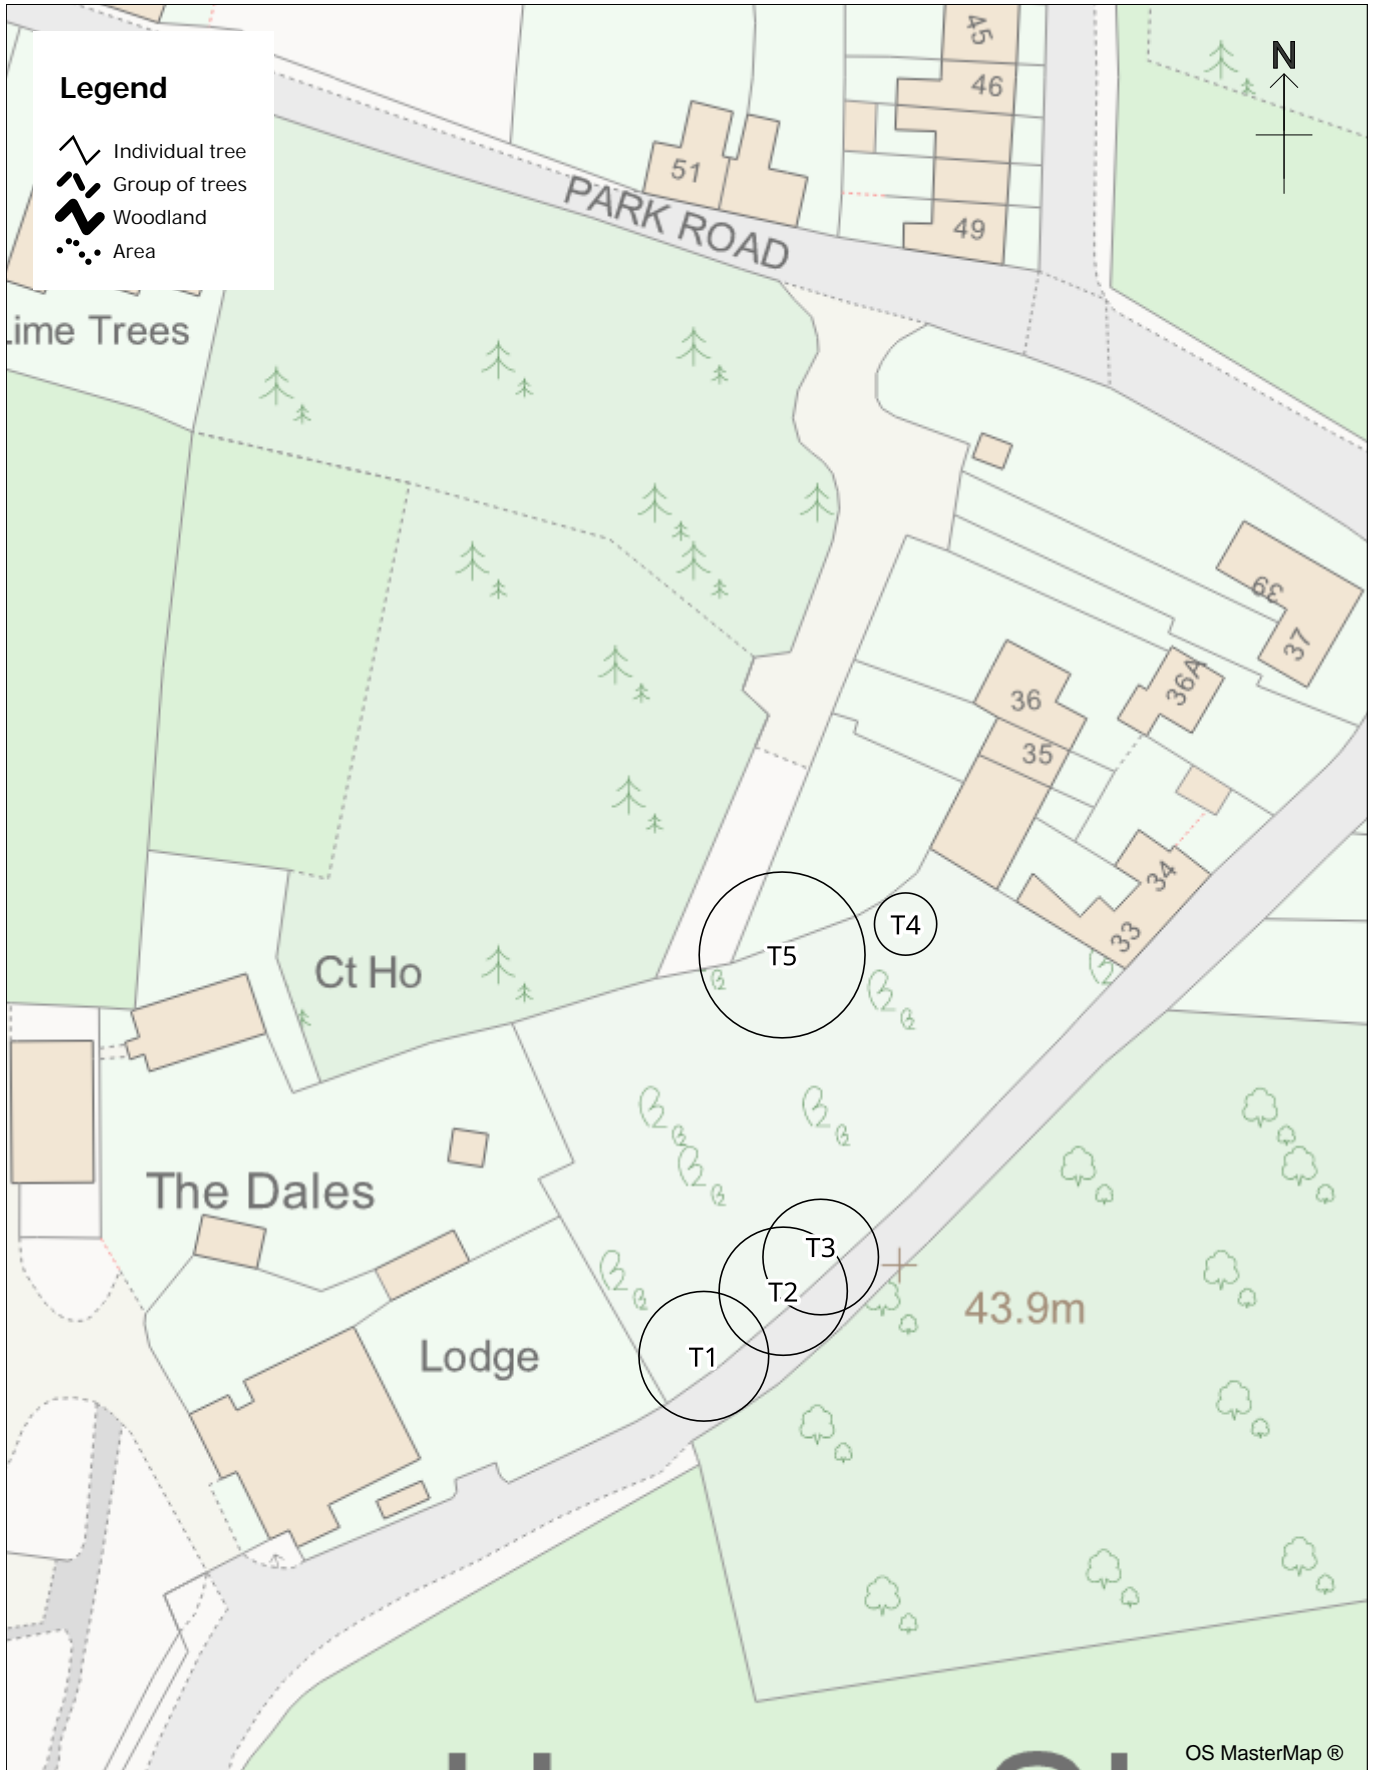 Legend
Individual tree
Group of trees
Woodland
Area
N
45
46
51
49
PARK ROAD
Lime Trees
39
37
36A
36
35
34
33
T4
T5
Ct Ho
The Dales
T3
T2
43.9m
T1
Lodge
OS MasterMap ®